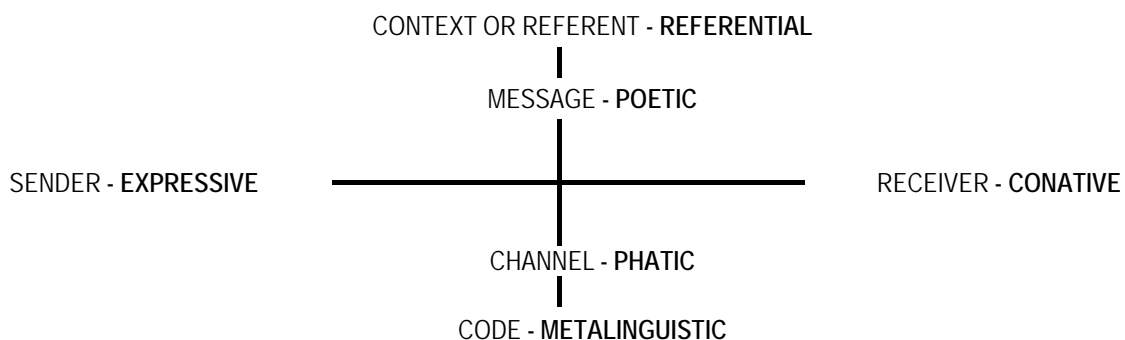 CONTEXT OR REFERENT - REFERENTIAL
MESSAGE - POETIC
SENDER - EXPRESSIVE
RECEIVER - CONATIVE
CHANNEL - PHATIC
CODE - METALINGUISTIC